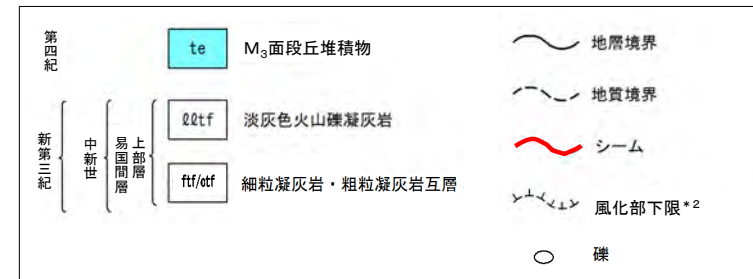 第四紀
te
M₃面段丘堆積物
新第三紀
中新世
易国間層
上部層
ℓℓtf
淡灰色火山礫凝灰岩
ftf/ctf
細粒凝灰岩・粗粒凝灰岩互層
地層境界
地質境界
シーム
風化部下限*²
礫